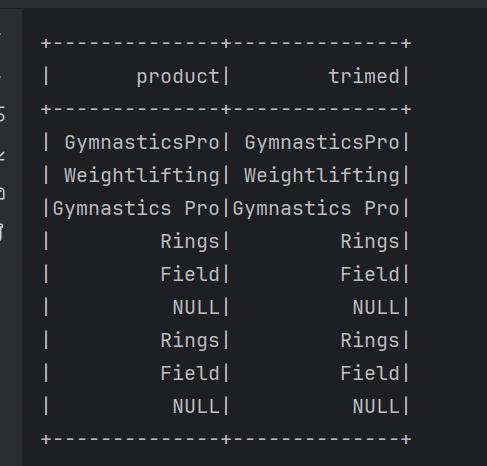 +--------------+--------------+
|       product|        trimed|
+--------------+--------------+
| GymnasticsPro| GymnasticsPro|
| Weightlifting| Weightlifting|
|Gymnastics Pro|Gymnastics Pro|
|         Rings|         Rings|
|         Field|         Field|
|          NULL|          NULL|
|         Rings|         Rings|
|         Field|         Field|
|          NULL|          NULL|
+--------------+--------------+